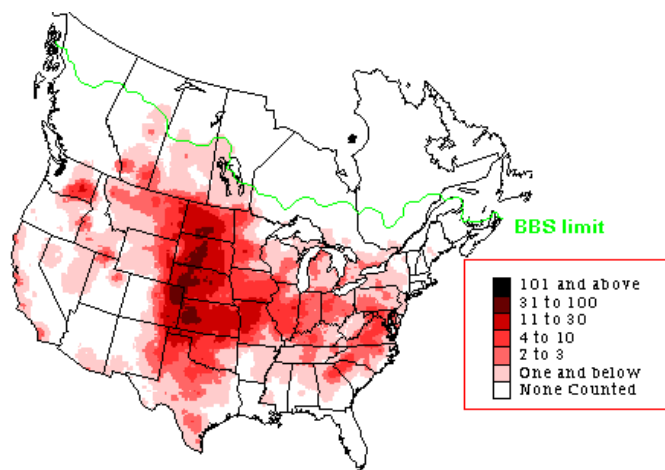 BBS limit
101 and above
31 to 100
11 to 30
4 to 10
2 to 3
One and below
None Counted